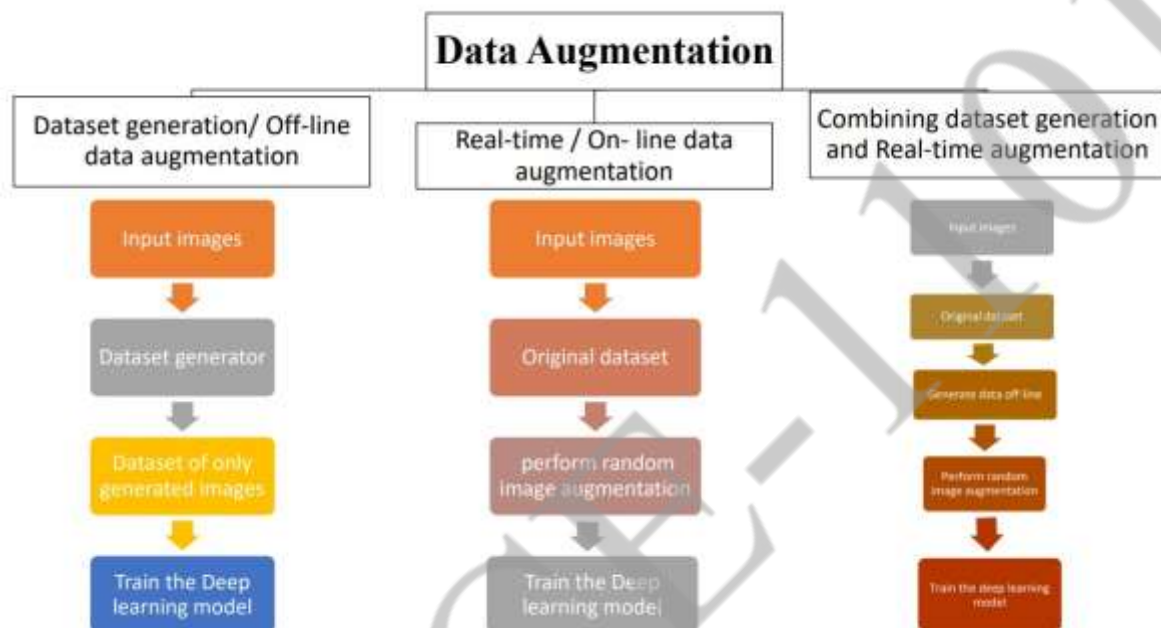 Data Augmentation
Dataset generation/ Off-line
data augmentation
Real-time / On- line data
augmentation
Combining dataset generation
and Real-time augmentation
Input images
Dataset generator
Dataset of only
generated images
Train the Deep
learning model
Input images
Original dataset
perform random
image augmentation
Train the Deep
learning model
Input images
Original dataset
Generate data off line
Perform random
image augmentation
Train the deep learning
model